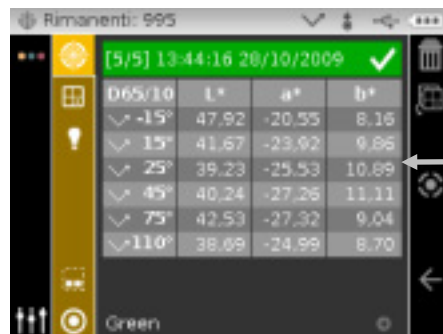 Rimanenti: 995
[5/5] 13:44:16 28/10/2009
D65/10 L* a* b*
-15° 47,92 -20,55 8,16
15° 41,67 -23,92 9,86
25° 39,23 -25,53 10,89
45° 40,24 -27,26 11,11
75° 42,53 -27,32 9,04
110° 38,69 -24,99 8,70
Green